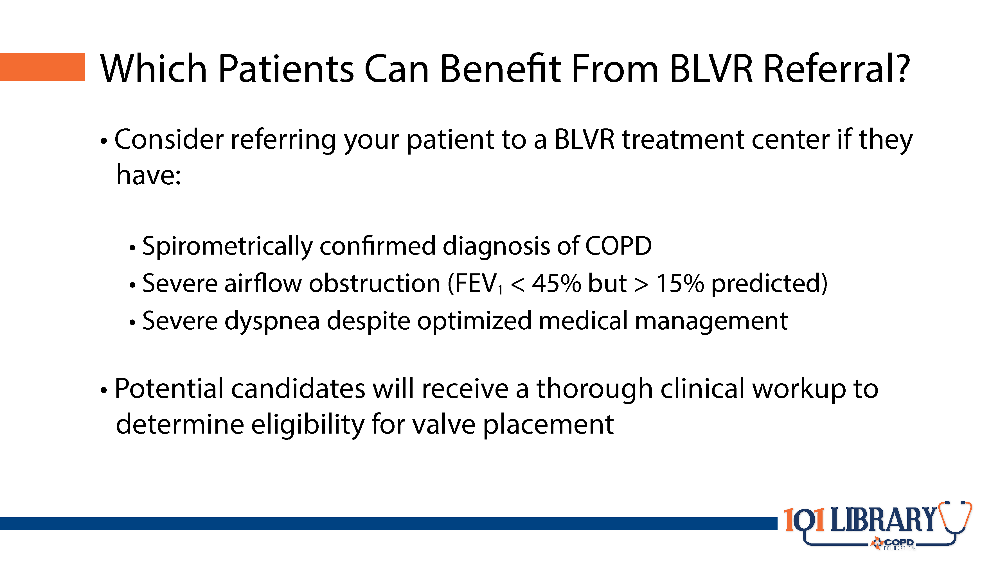 Which Patients Can Benefit From BLVR Referral?
• Consider referring your patient to a BLVR treatment center if they
have:
• Spirometrically confirmed diagnosis of COPD
• Severe airflow obstruction (FEV₁ < 45% but > 15% predicted)
• Severe dyspnea despite optimized medical management
• Potential candidates will receive a thorough clinical workup to
determine eligibility for valve placement
101 LIBRARY
COPD
FOUNDATION®